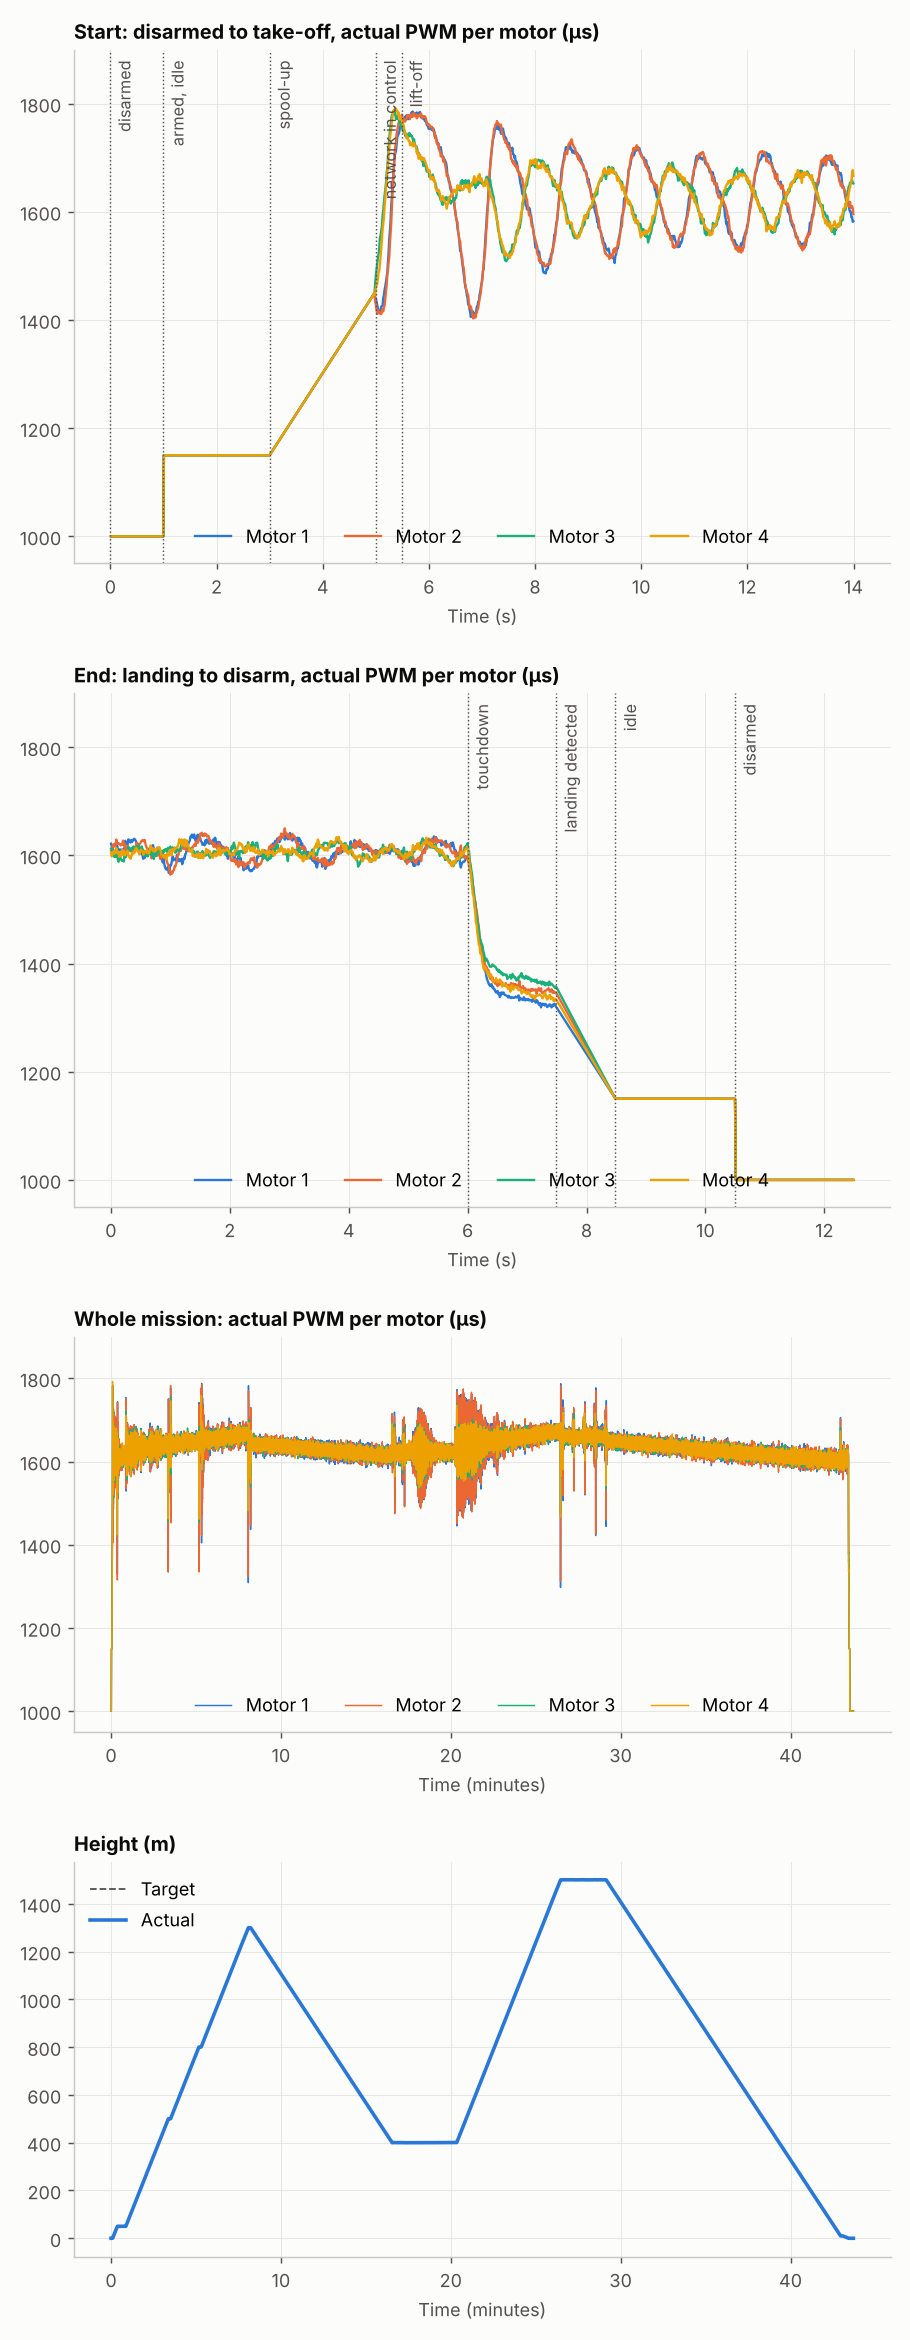 Start: disarmed to take-off, actual PWM per motor (µs)
disarmed
armed, idle
spool-up
network in control
lift-off
1800
1600
1400
1200
1000
Motor 1 Motor 2 Motor 3 Motor 4
0 2 4 6 8 10 12 14
Time (s)
End: landing to disarm, actual PWM per motor (µs)
touchdown
landing detected
idle
disarmed
1800
1600
1400
1200
1000
Motor 1 Motor 2 Motor 3 Motor 4
0 2 4 6 8 10 12
Time (s)
Whole mission: actual PWM per motor (µs)
1800
1600
1400
1200
1000
Motor 1 Motor 2 Motor 3 Motor 4
0 10 20 30 40
Time (minutes)
Height (m)
Target
Actual
1400
1200
1000
800
600
400
200
0
0 10 20 30 40
Time (minutes)